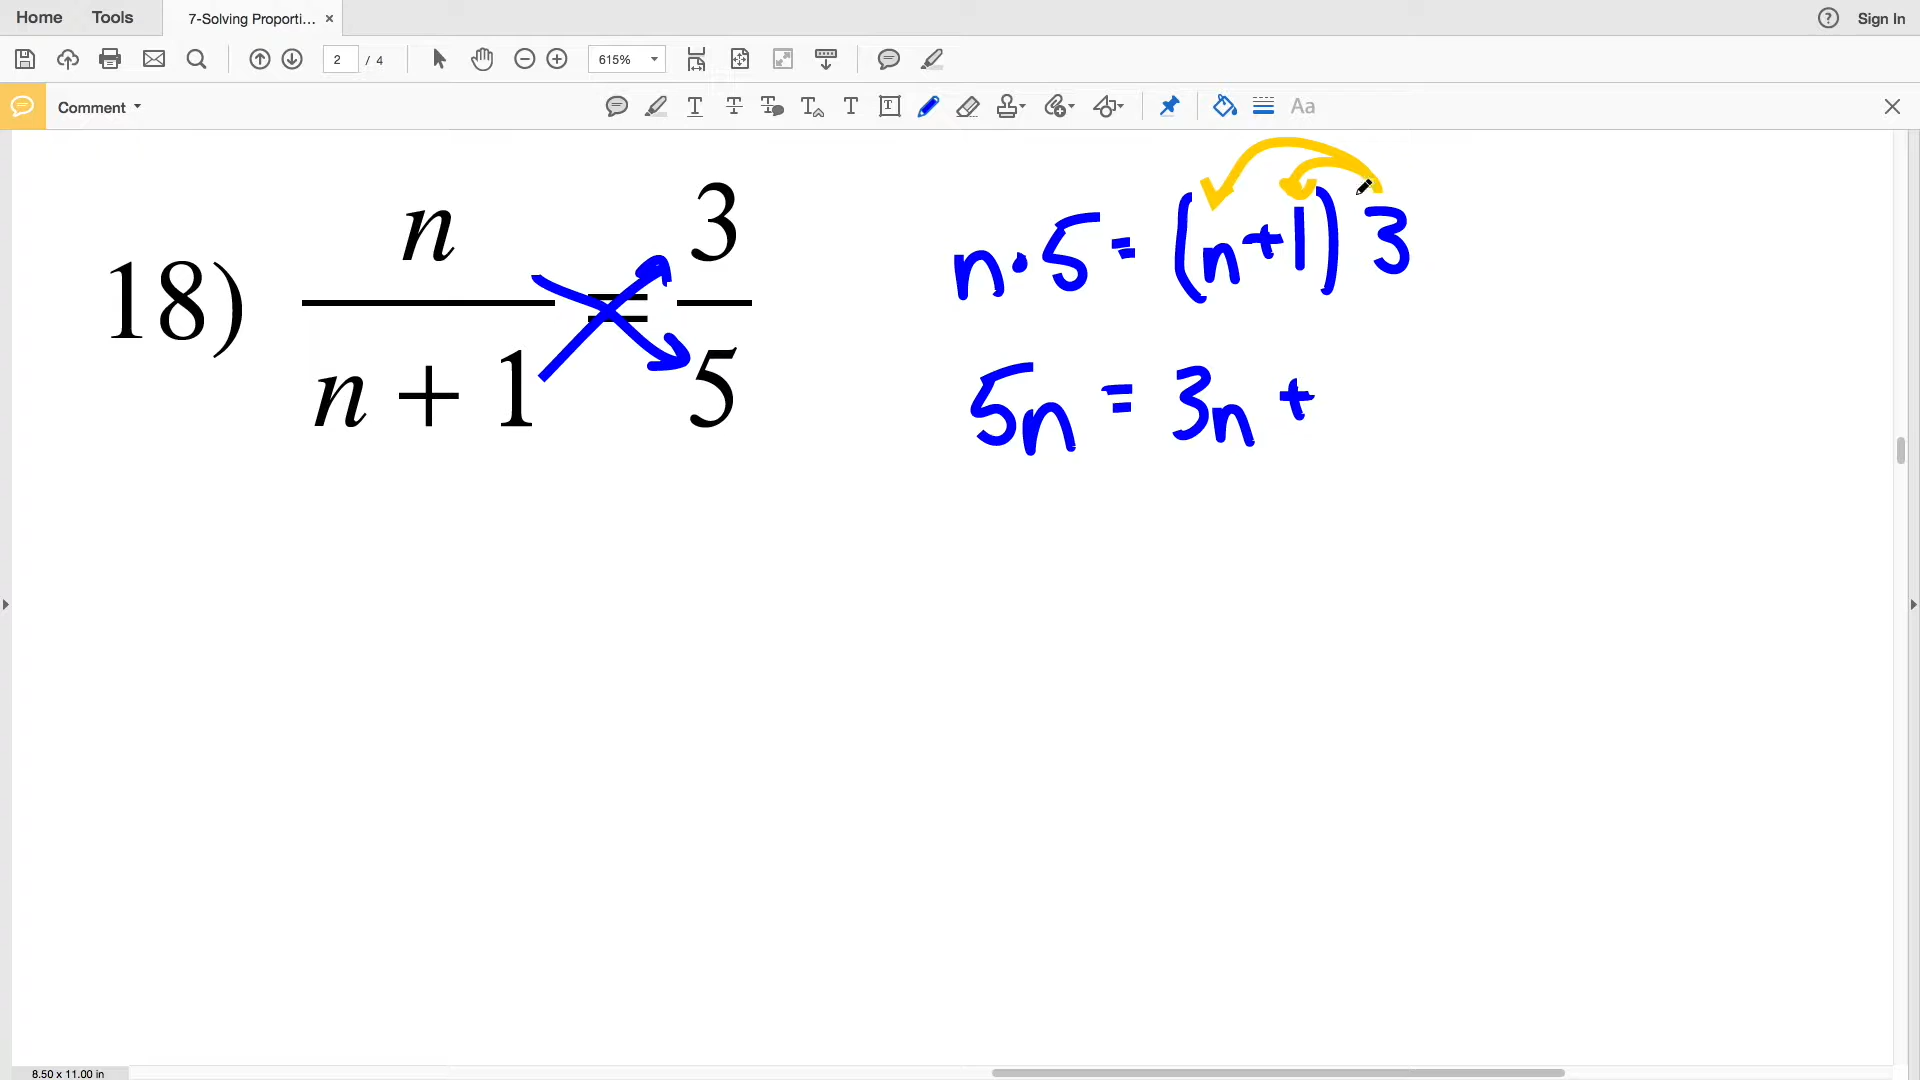 Home Tools 7-Solving Proporti... × ? Sign In
2 / 4 615%
Comment Aa
18) n / n + 1 = 3 / 5
n · 5 = (n+1) 3
5n = 3n +
8.50 x 11.00 in